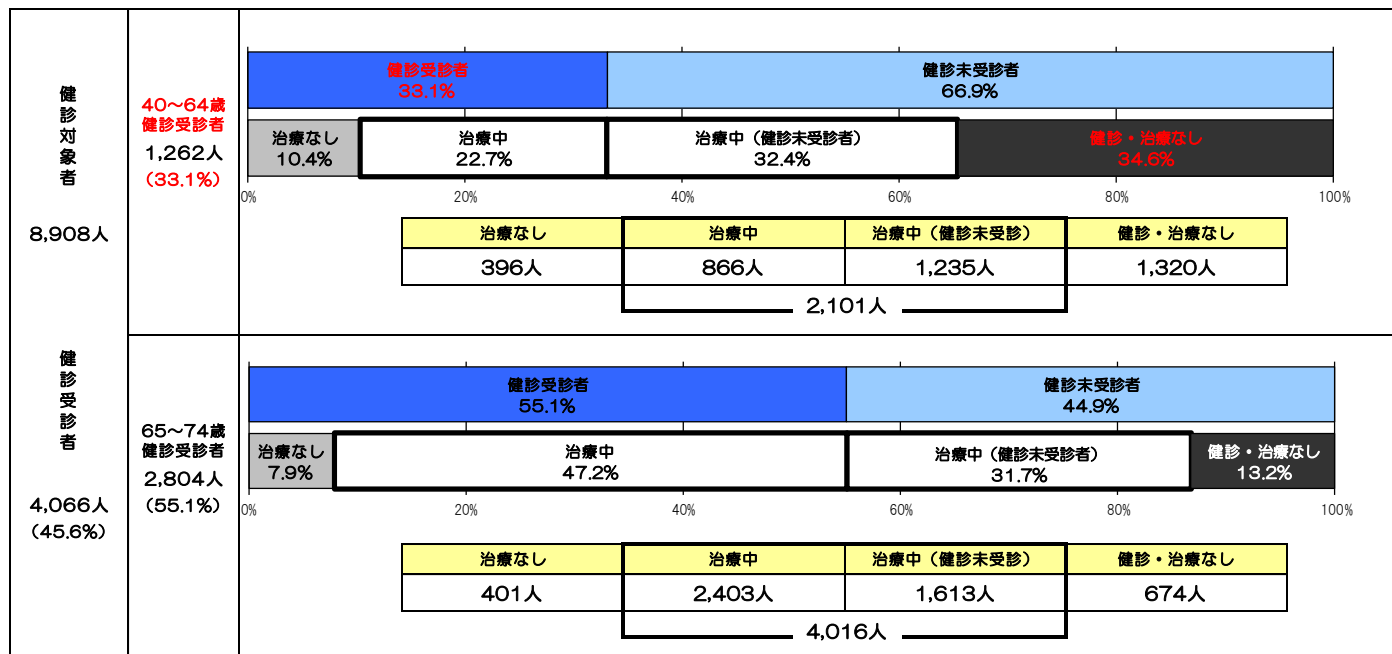 健診対象者
8,908人
健診受診者
4,066人
（45.6%）
40～64歳
健診受診者
1,262人
（33.1%）
健診受診者
33.1%
健診未受診者
66.9%
治療なし
10.4%
治療中
22.7%
治療中（健診未受診者）
32.4%
健診・治療なし
34.6%
0% 20% 40% 60% 80% 100%
治療なし 治療中 治療中（健診未受診） 健診・治療なし
396人 866人 1,235人 1,320人
2,101人
65～74歳
健診受診者
2,804人
（55.1%）
健診受診者
55.1%
健診未受診者
44.9%
治療なし
7.9%
治療中
47.2%
治療中（健診未受診者）
31.7%
健診・治療なし
13.2%
0% 20% 40% 60% 80% 100%
治療なし 治療中 治療中（健診未受診） 健診・治療なし
401人 2,403人 1,613人 674人
4,016人